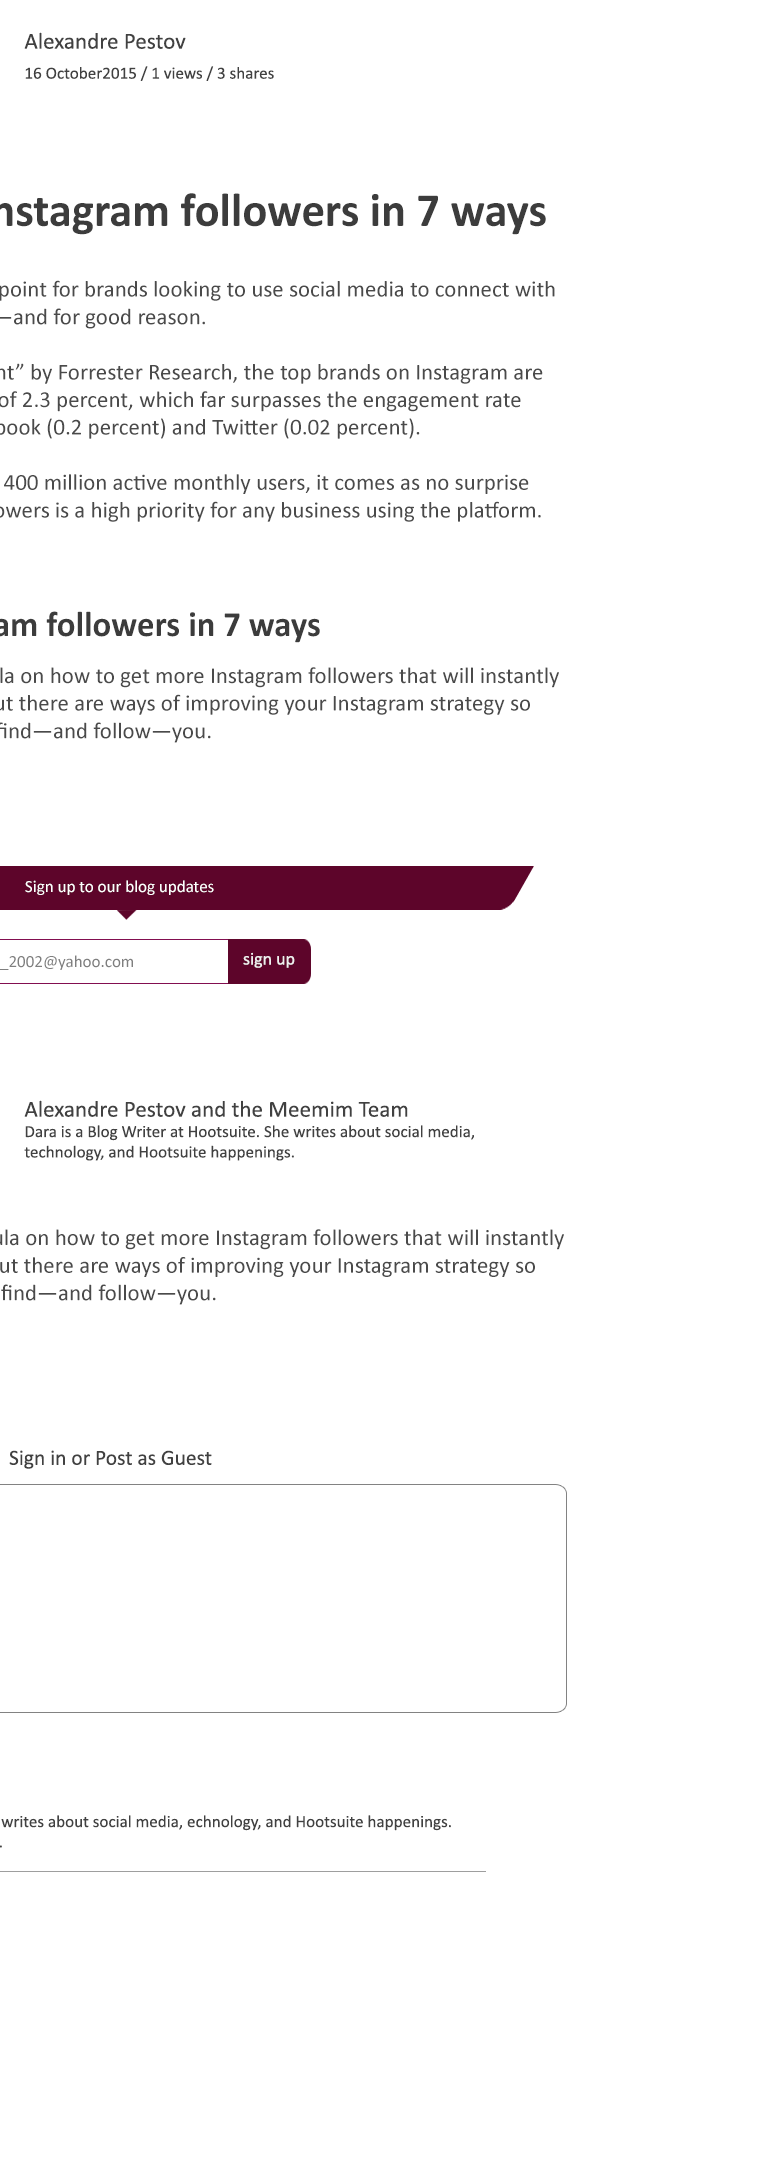 Alexandre Pestov
16 October2015 / 1 views / 3 shares
nstagram followers in 7 ways
point for brands looking to use social media to connect with
—and for good reason.
nt” by Forrester Research, the top brands on Instagram are
of 2.3 percent, which far surpasses the engagement rate
book (0.2 percent) and Twitter (0.02 percent).
400 million active monthly users, it comes as no surprise
owers is a high priority for any business using the platform.
am followers in 7 ways
la on how to get more Instagram followers that will instantly
ut there are ways of improving your Instagram strategy so
find—and follow—you.
Sign up to our blog updates
_2002@yahoo.com
sign up
Alexandre Pestov and the Meemim Team
Dara is a Blog Writer at Hootsuite. She writes about social media,
technology, and Hootsuite happenings.
ula on how to get more Instagram followers that will instantly
ut there are ways of improving your Instagram strategy so
find—and follow—you.
Sign in or Post as Guest
writes about social media, echnology, and Hootsuite happenings.
.